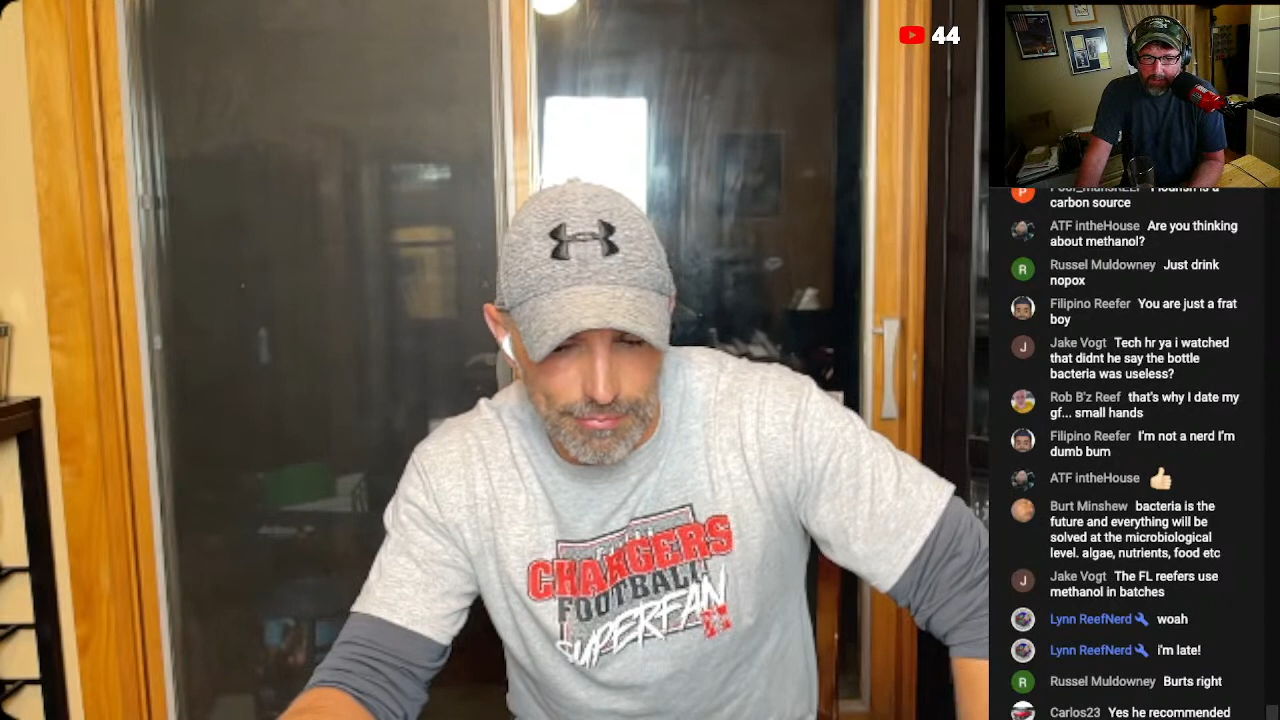 44
CHARGERS
FOOTBALL
SUPERFAN
carbon source
ATF intheHouse Are you thinking
about methanol?
R Russel Muldowney Just drink
nopox
Filipino Reefer You are just a frat
boy
J Jake Vogt Tech hr ya i watched
that didnt he say the bottle
bacteria was useless?
Rob B'z Reef that's why I date my
gf... small hands
Filipino Reefer I'm not a nerd I'm
dumb bum
ATF intheHouse 👍🏻
Burt Minshew bacteria is the
future and everything will be
solved at the microbiological
level. algae, nutrients, food etc
J Jake Vogt The FL reefers use
methanol in batches
Lynn ReefNerd woah
Lynn ReefNerd i'm late!
R Russel Muldowney Burts right
Carlos23 Yes he recommended